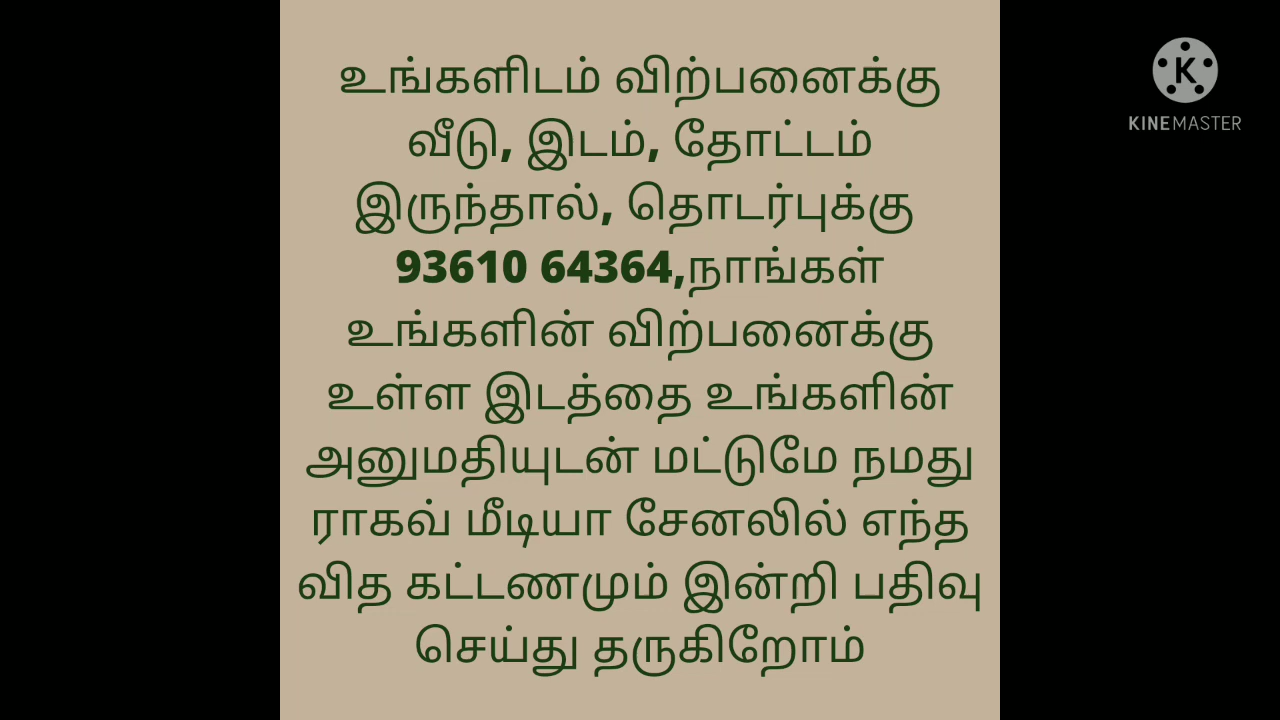 உங்களிடம் விற்பனைக்கு
வீடு, இடம், தோட்டம்
இருந்தால், தொடர்புக்கு
93610 64364,நாங்கள்
உங்களின் விற்பனைக்கு
உள்ள இடத்தை உங்களின்
அனுமதியுடன் மட்டுமே நமது
ராகவ் மீடியா சேனலில் எந்த
வித கட்டணமும் இன்றி பதிவு
செய்து தருகிறோம்
K
KINEMASTER